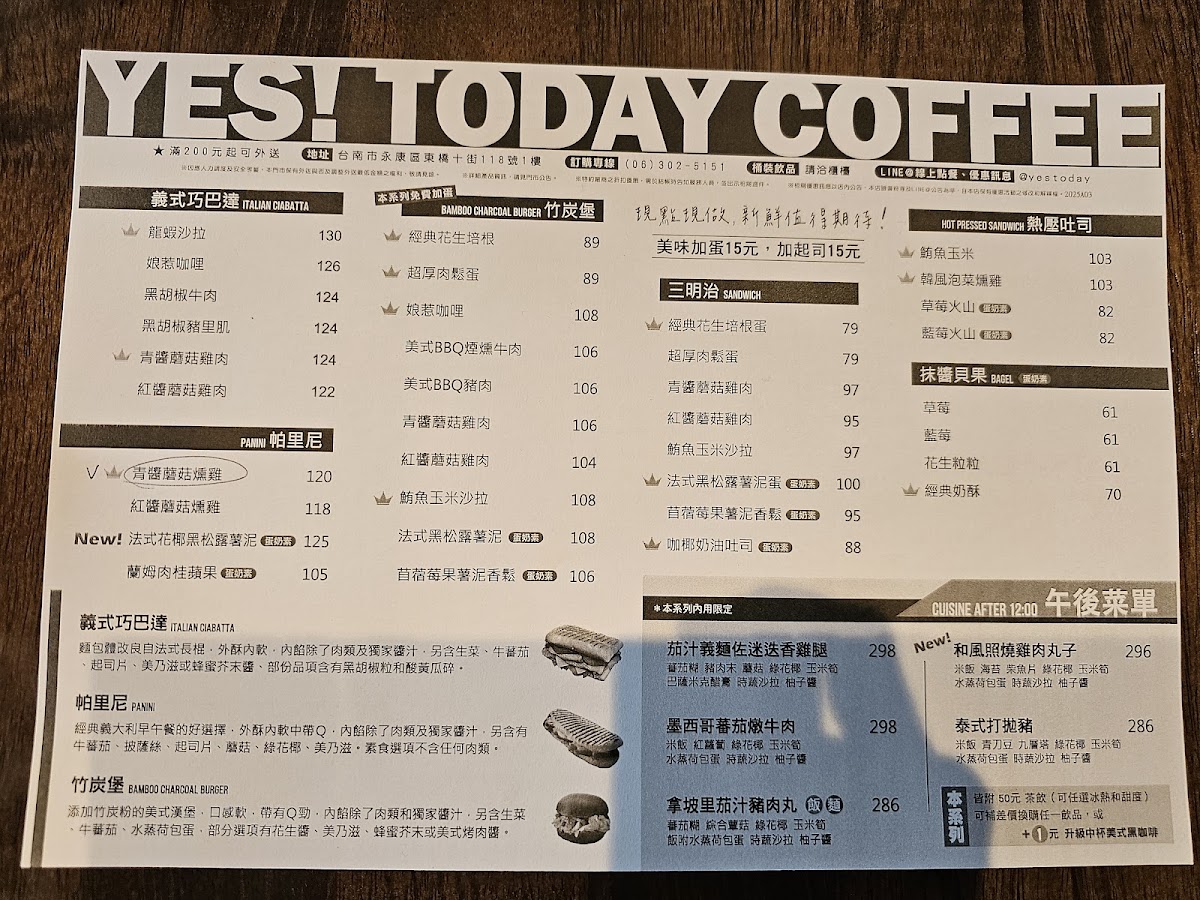 YES! TODAY COFFEE
★ 滿200元起可外送 地址 台南市永康區東橋十街118號1樓 訂購專線 (06)302-5151 桶裝飲品 請洽櫃檯 LINE@線上點餐、優惠訊息 @yestoday
義式巧巴達 ITALIAN CIABATTA
龍蝦沙拉 130
娘惹咖哩 126
黑胡椒牛肉 124
黑胡椒豬里肌 124
青醬蘑菇雞肉 124
紅醬蘑菇雞肉 122
PANINI 帕里尼
V 青醬蘑菇燻雞 120
紅醬蘑菇燻雞 118
New! 法式花椰黑松露薯泥 蛋奶素 125
蘭姆肉桂蘋果 蛋奶素 105
本系列免費加蛋
BAMBOO CHARCOAL BURGER 竹炭堡
經典花生培根 89
超厚肉鬆蛋 89
娘惹咖哩 108
美式BBQ煙燻牛肉 106
美式BBQ豬肉 106
青醬蘑菇雞肉 106
紅醬蘑菇雞肉 104
鮪魚玉米沙拉 108
法式黑松露薯泥 蛋奶素 108
苜蓿莓果薯泥香鬆 蛋奶素 106
現點現做,新鮮值得期待!
美味加蛋15元,加起司15元
三明治 SANDWICH
經典花生培根蛋 79
超厚肉鬆蛋 79
青醬蘑菇雞肉 97
紅醬蘑菇雞肉 95
鮪魚玉米沙拉 97
法式黑松露薯泥蛋 蛋奶素 100
苜蓿莓果薯泥香鬆 蛋奶素 95
咖椰奶油吐司 蛋奶素 88
HOT PRESSED SANDWICH 熱壓吐司
鮪魚玉米 103
韓風泡菜燻雞 103
草莓火山 蛋奶素 82
藍莓火山 蛋奶素 82
抹醬貝果 BAGEL 蛋奶素
草莓 61
藍莓 61
花生粒粒 61
經典奶酥 70
義式巧巴達 ITALIAN CIABATTA
麵包體改良自法式長棍,外酥內軟,內餡除了肉類及獨家醬汁,另含生菜、牛蕃茄
、起司片、美乃滋或蜂蜜芥末醬、部份品項含有黑胡椒粒和酸黃瓜碎。
帕里尼 PANINI
經典義大利早午餐的好選擇,外酥內軟中帶Q,內餡除了肉類及獨家醬汁,另含有
牛蕃茄、披薩絲、起司片、蘑菇、綠花椰、美乃滋。素食選項不含任何肉類。
竹炭堡 BAMBOO CHARCOAL BURGER
添加竹炭粉的美式漢堡,口感軟,帶有Q勁,內餡除了肉類和獨家醬汁,另含生菜
、牛蕃茄、水蒸荷包蛋,部分選項有花生醬、美乃滋、蜂蜜芥末或美式烤肉醬。
*本系列內用限定 CUISINE AFTER 12:00 午後菜單
茄汁義麵佐迷迭香雞腿 298
蕃茄糊 豬肉末 蘑菇 綠花椰 玉米筍
巴薩米克醋膏 時蔬沙拉 柚子醬
墨西哥蕃茄燉牛肉 298
米飯 紅蘿蔔 綠花椰 玉米筍
水蒸荷包蛋 時蔬沙拉 柚子醬
拿坡里茄汁豬肉丸 飯 麵 286
蕃茄糊 綜合蕈菇 綠花椰 玉米筍
飯附水蒸荷包蛋 時蔬沙拉 柚子醬
New! 和風照燒雞肉丸子 296
米飯 海苔 柴魚片 綠花椰 玉米筍
水蒸荷包蛋 時蔬沙拉 柚子醬
泰式打拋豬 286
米飯 青刀豆 九層塔 綠花椰 玉米筍
水蒸荷包蛋 時蔬沙拉 柚子醬
本系列
皆附 50元 茶飲(可任選冰熱和甜度)
可補差價換購任一飲品,或
+1元 升級中杯美式黑咖啡